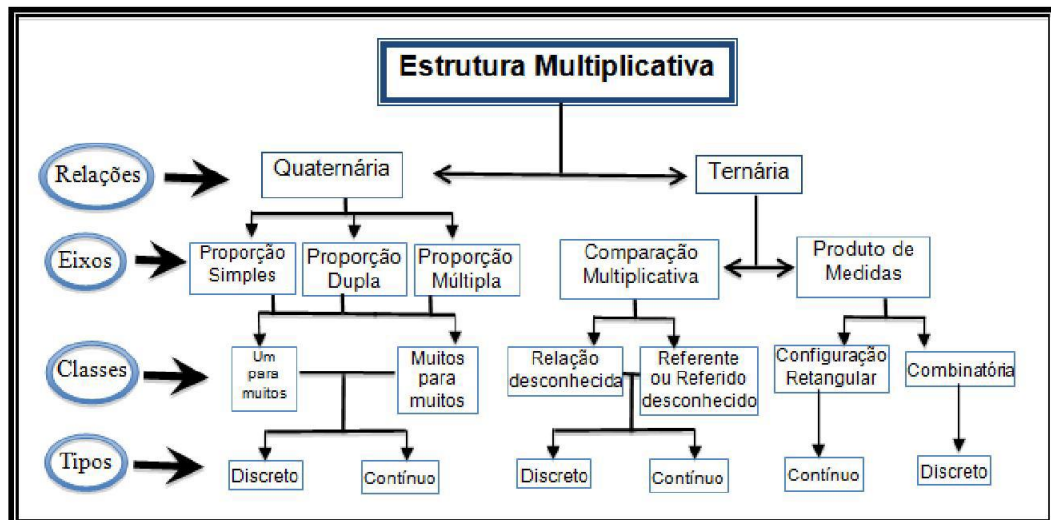 Estrutura Multiplicativa
Relações
Quaternária
Ternária
Eixos
Proporção
Simples
Proporção
Dupla
Proporção
Múltipla
Comparação
Multiplicativa
Produto de
Medidas
Classes
Um
para
muitos
Muitos
para
muitos
Relação
desconhecida
Referente
ou Referido
desconhecido
Configuração
Retangular
Combinatória
Tipos
Discreto
Contínuo
Discreto
Contínuo
Contínuo
Discreto